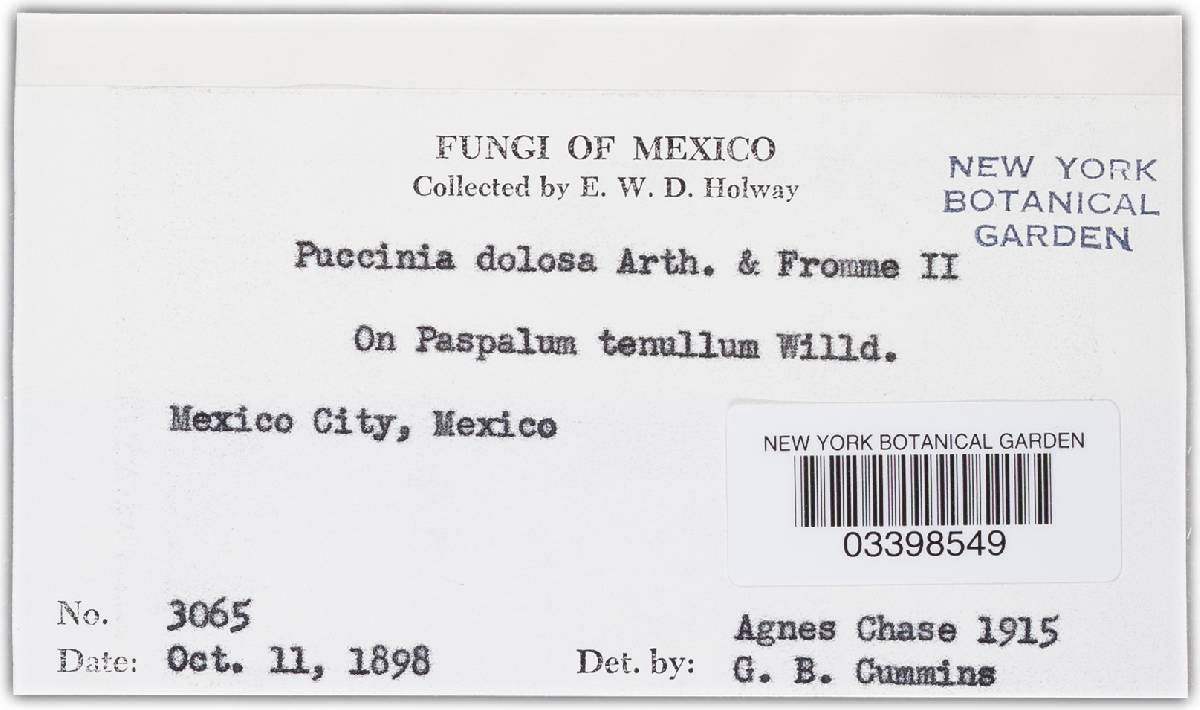 FUNGI OF MEXICO
Collected by E. W. D. Holway
NEW YORK
BOTANICAL
GARDEN
Puccinia dolosa Arth. & Fromme II
On Paspalum tenullum Willd.
Mexico City, Mexico
NEW YORK BOTANICAL GARDEN
03398549
No. 3065
Date: Oct. 11, 1898
Agnes Chase 1915
Det. by: G. B. Cummins